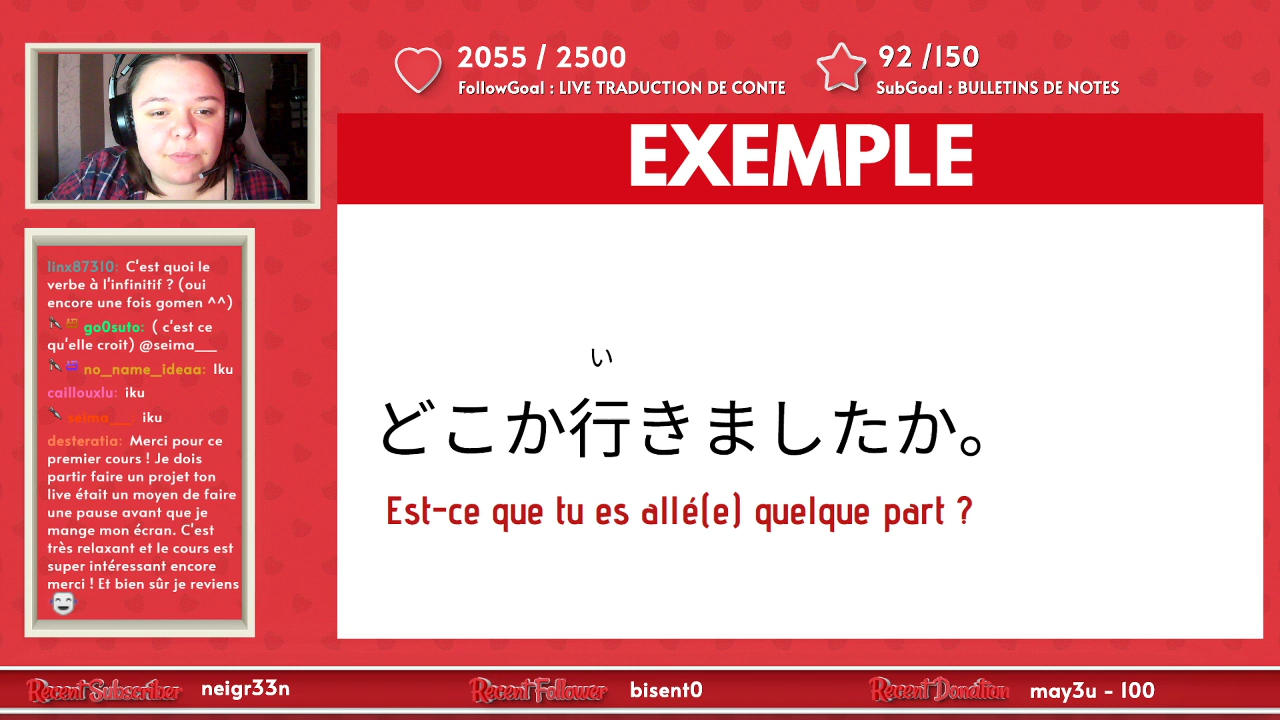 2055 / 2500
FollowGoal : LIVE TRADUCTION DE CONTE
92 /150
SubGoal : BULLETINS DE NOTES
EXEMPLE
い
どこか行きましたか。
Est-ce que tu es allé(e) quelque part ?
linx87310: C'est quoi le
verbe à l'infinitif ? (oui
encore une fois gomen ^^)
go0suto: ( c'est ce
qu'elle croit) @seima___
no_name_ideaa: Iku
caillouxlu: iku
seima___: iku
desteratia: Merci pour ce
premier cours ! Je dois
partir faire un projet ton
live était un moyen de faire
une pause avant que je
mange mon écran. C'est
très relaxant et le cours est
super intéressant encore
merci ! Et bien sûr je reviens
Recent Subscriber neigr33n
Recent Follower bisent0
Recent Donation may3u - 100